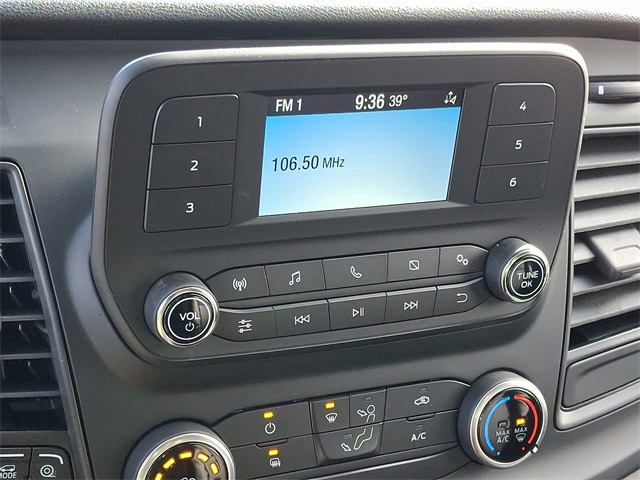 FM 1 9:36 39°
106.50 MHz
1
2
3
4
5
6
VOL
TUNE
OK
A/C
MAX
A/C
MAX
MODE